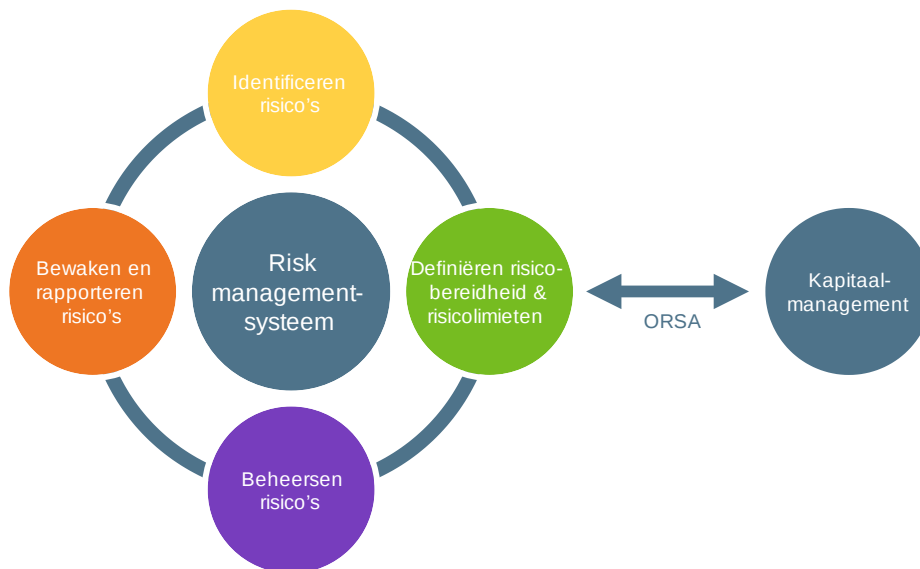 Identificeren
risico's
Bewaken en
rapporteren
risico's
Risk
management-
systeem
Definiëren risico-
bereidheid &
risicolimieten
ORSA
Kapitaal-
management
Beheersen
risico's